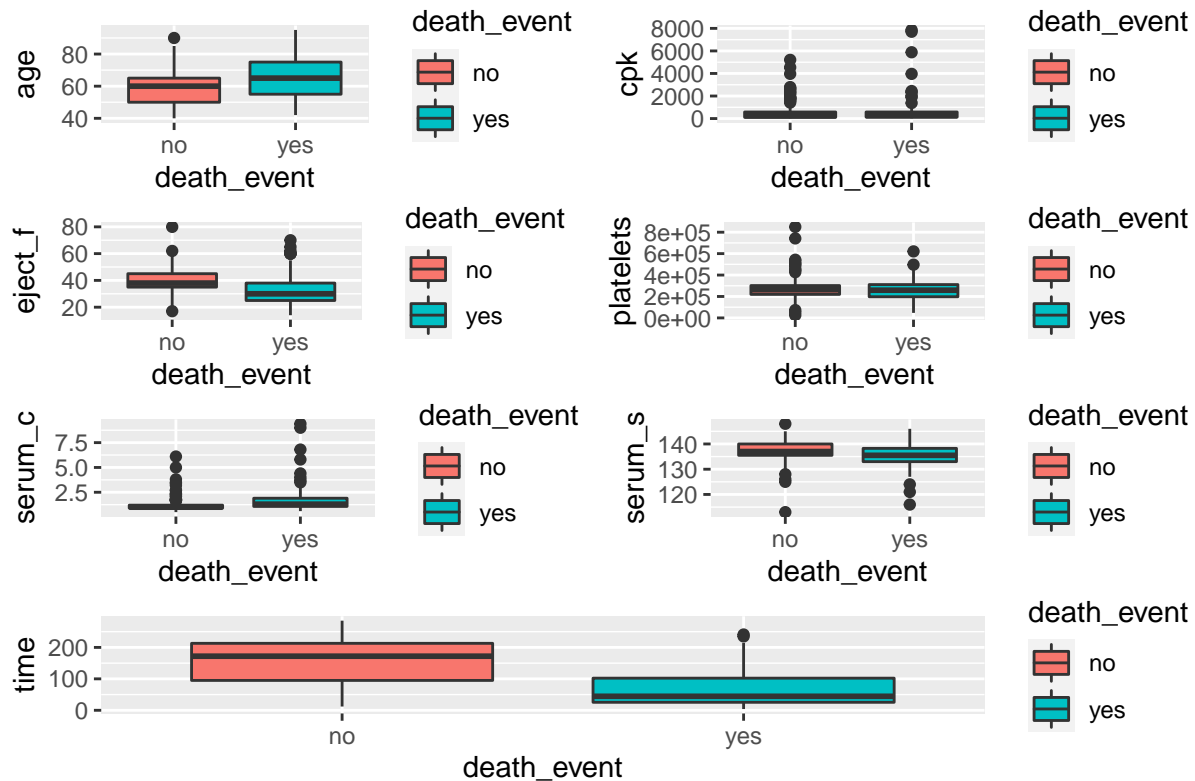 age
80
60
40
no
yes
death_event
death_event
no
yes
cpk
8000
6000
4000
2000
0
no
yes
death_event
death_event
no
yes
eject_f
80
60
40
20
no
yes
death_event
death_event
no
yes
platelets
8e+05
6e+05
4e+05
2e+05
0e+00
no
yes
death_event
death_event
no
yes
serum_c
7.5
5.0
2.5
no
yes
death_event
death_event
no
yes
serum_s
140
130
120
no
yes
death_event
death_event
no
yes
time
200
100
0
no
yes
death_event
death_event
no
yes